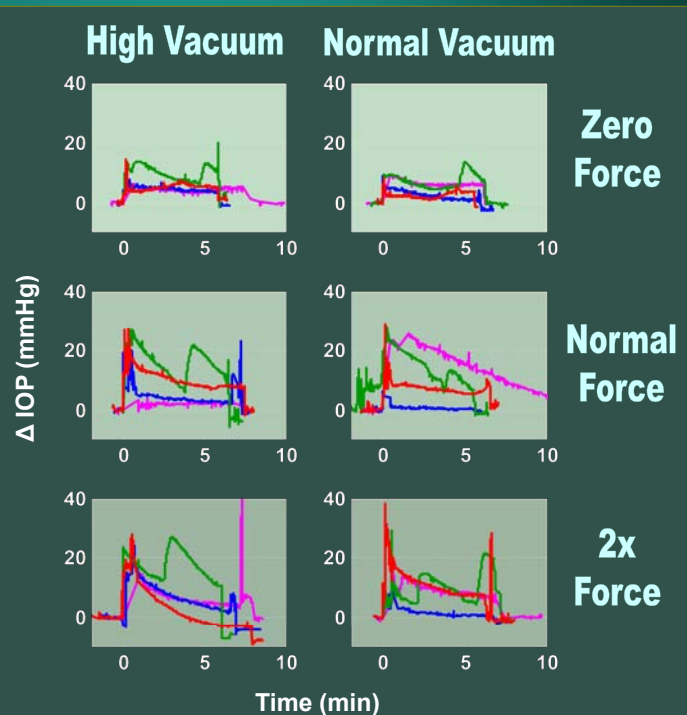 High Vacuum Normal Vacuum
40 40
20 20
0 0
0 5 10 0 5 10
Zero
Force
40 40
20 20
0 0
0 5 10 0 5 10
Normal
Force
40 40
20 20
0 0
0 5 10 0 5 10
2x
Force
Δ IOP (mmHg)
Time (min)